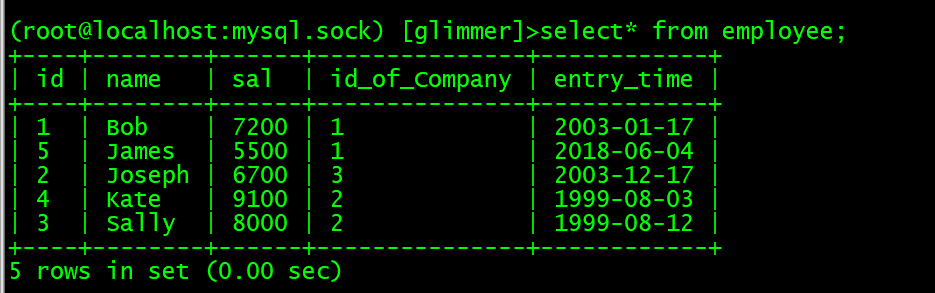 (root@localhost:mysql.sock) [glimmer]>select* from employee;
+----+--------+------+---------------+-------------+
| id | name | sal | id_of_Company | entry_time |
+----+--------+------+---------------+-------------+
| 1 | Bob | 7200 | 1 | 2003-01-17 |
| 5 | James | 5500 | 1 | 2018-06-04 |
| 2 | Joseph | 6700 | 3 | 2003-12-17 |
| 4 | Kate | 9100 | 2 | 1999-08-03 |
| 3 | Sally | 8000 | 2 | 1999-08-12 |
+----+--------+------+---------------+-------------+
5 rows in set (0.00 sec)